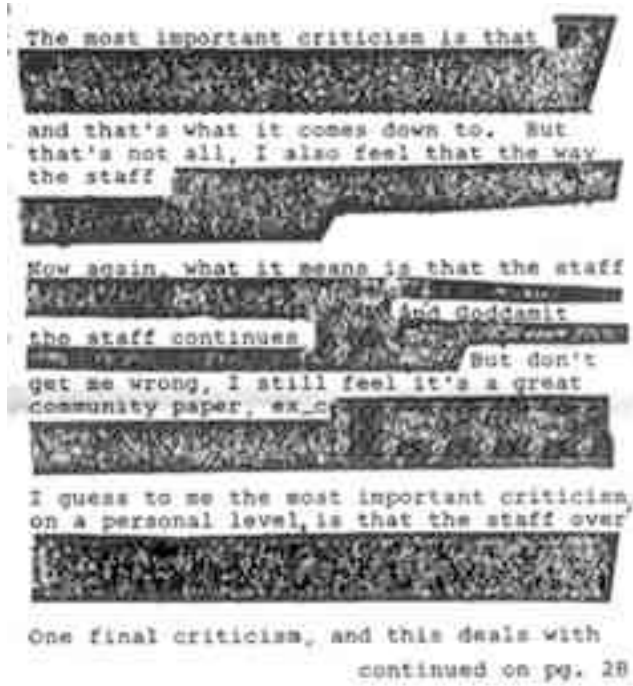 The most important criticism is that
and that's what it comes down to. But
that's not all, I also feel that the way
the staff
Now again, what it means is that the staff
And Goddamit
the staff continues
But don't
get me wrong, I still feel it's a great
community paper, ex_c
I guess to me the most important criticism,
on a personal level, is that the staff over
One final criticism, and this deals with
continued on pg. 28